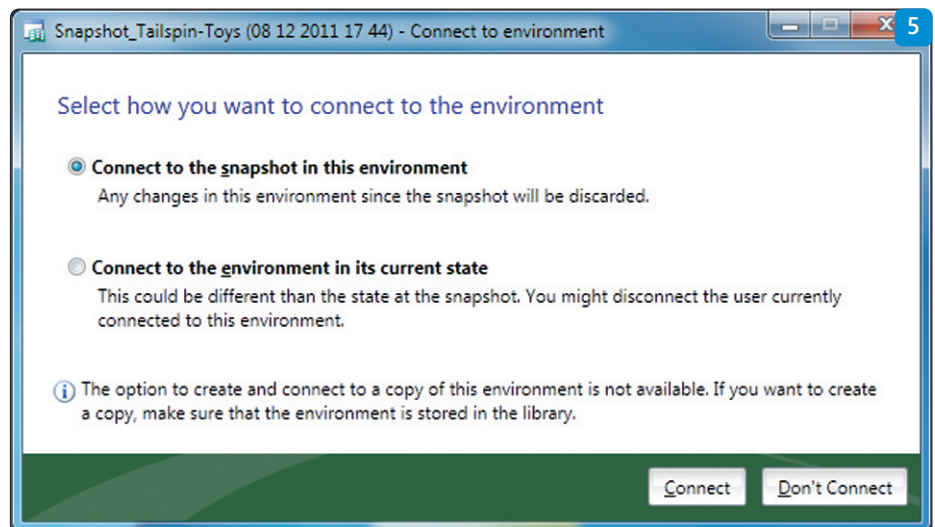 Snapshot_Tailspin-Toys (08 12 2011 17 44) - Connect to environment
5
Select how you want to connect to the environment
Connect to the snapshot in this environment
Any changes in this environment since the snapshot will be discarded.
Connect to the environment in its current state
This could be different than the state at the snapshot. You might disconnect the user currently
connected to this environment.
The option to create and connect to a copy of this environment is not available. If you want to create
a copy, make sure that the environment is stored in the library.
Connect
Don't Connect